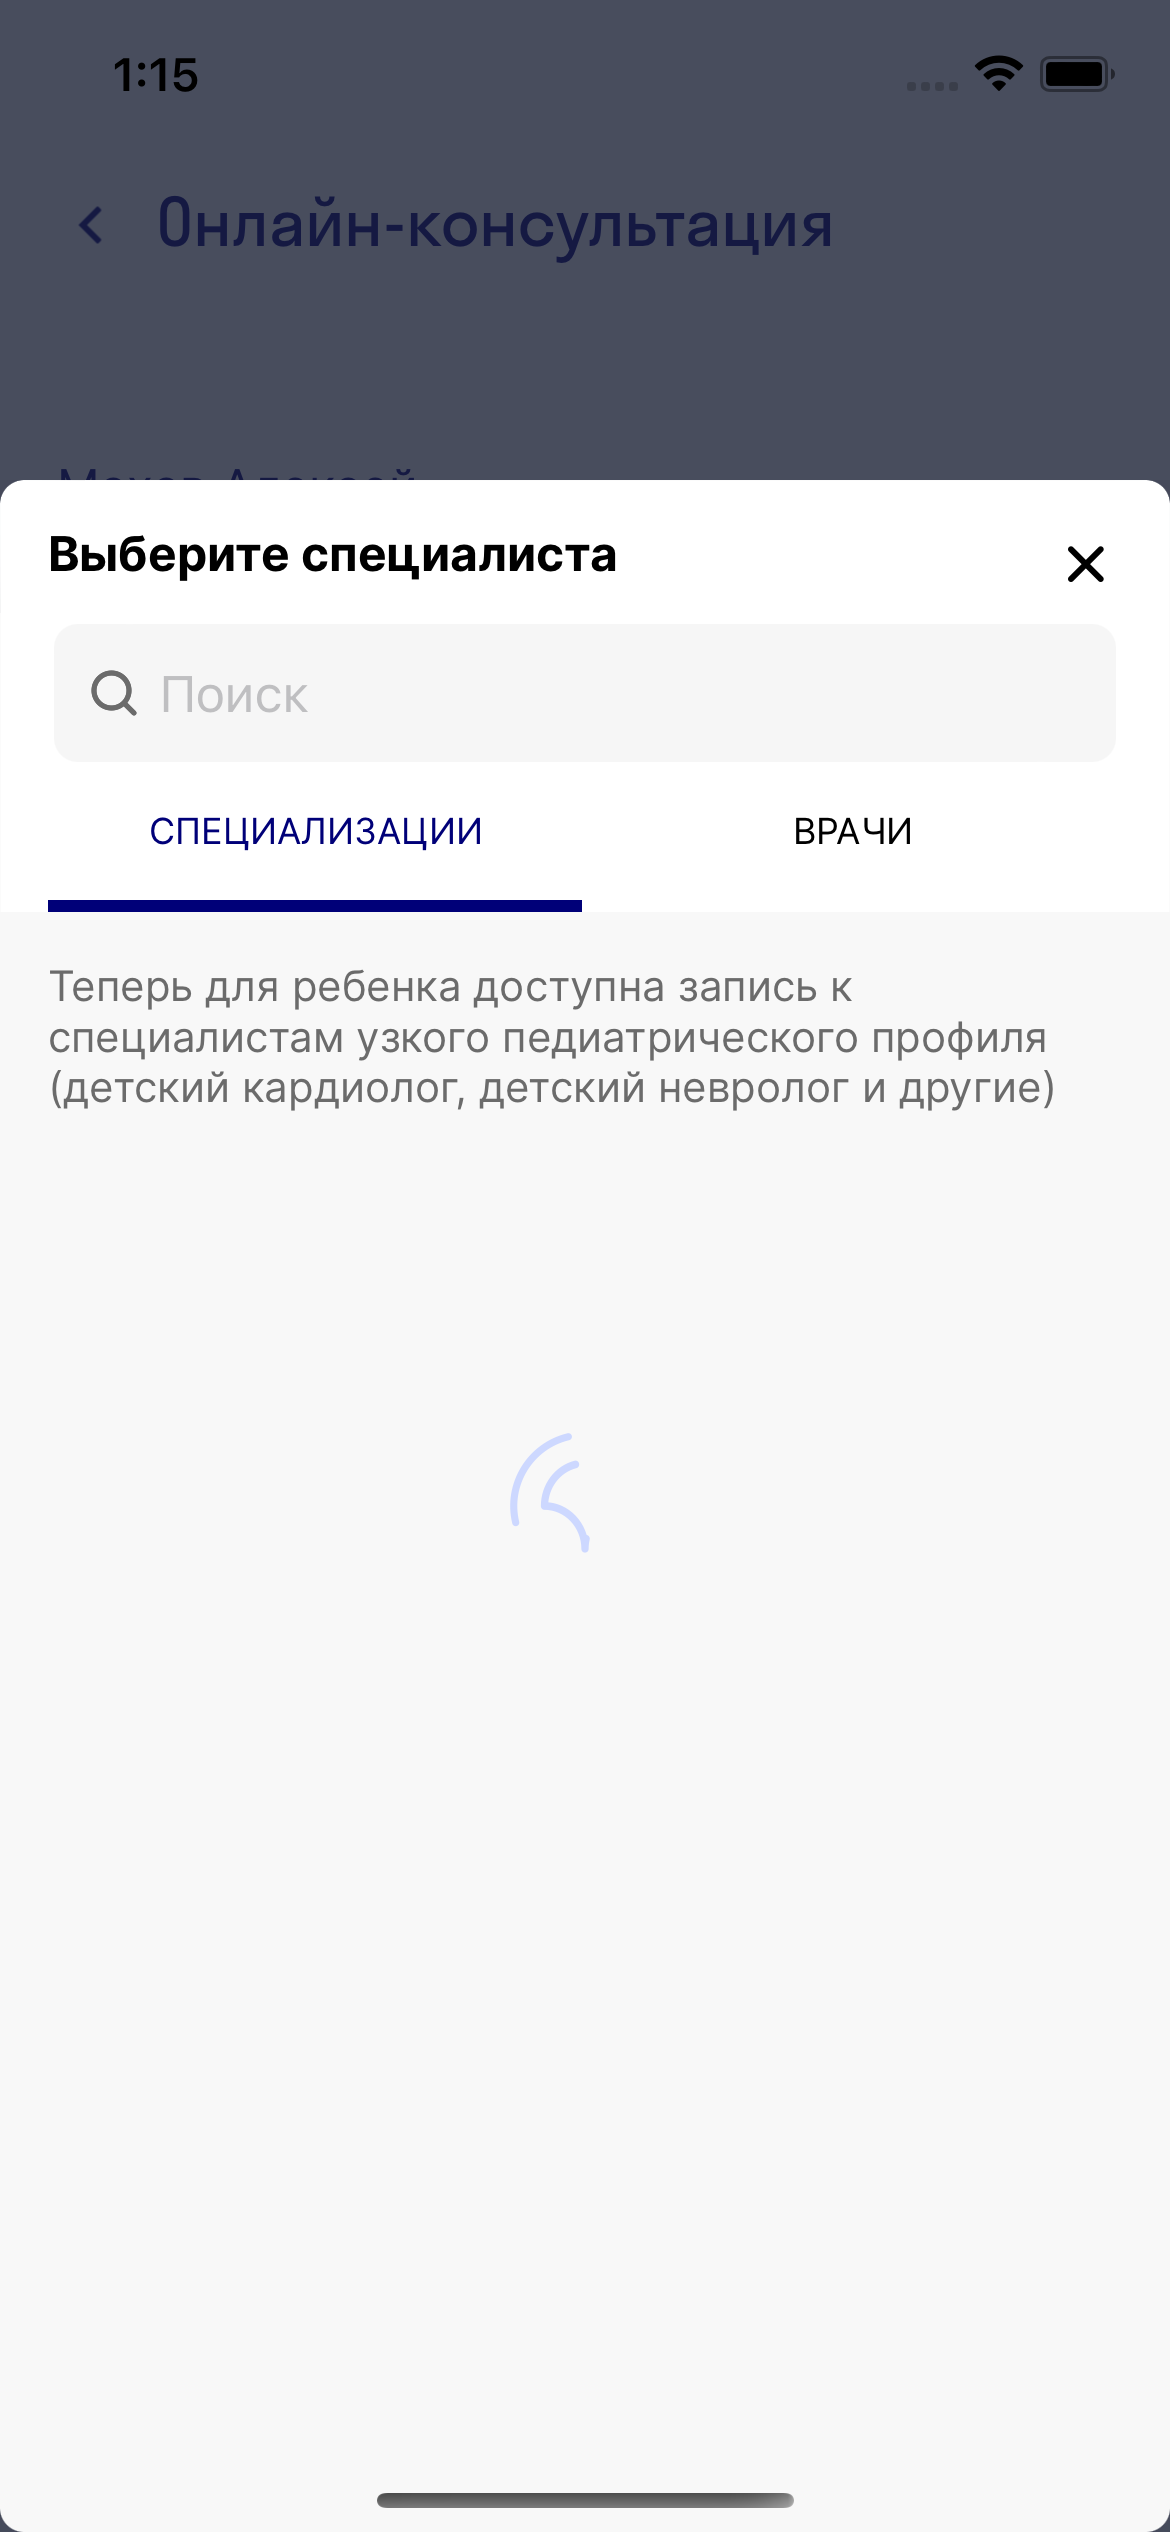 1:15
Онлайн-консультация
Выберите специалиста
Поиск
СПЕЦИАЛИЗАЦИИ
ВРАЧИ
Теперь для ребенка доступна запись к
специалистам узкого педиатрического профиля
(детский кардиолог, детский невролог и другие)